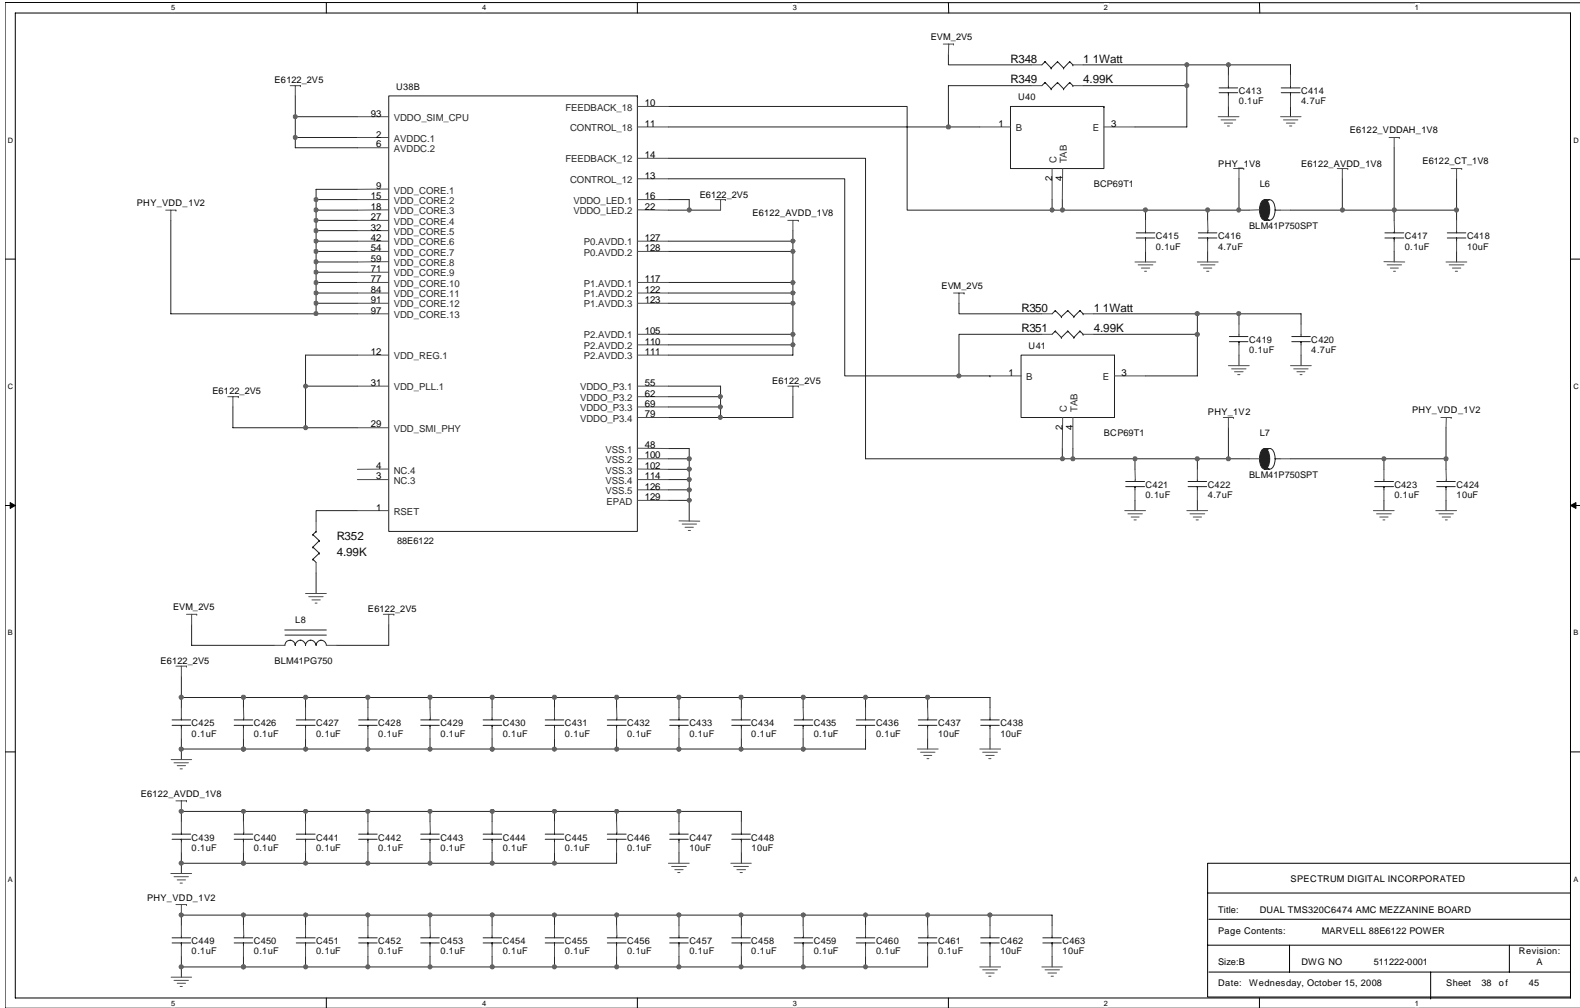 5
4
3
2
1
D
C
B
A
EVM_2V5
R348
1 1Watt
R349
4.99K
U40
1
B
E
3
C
TAB
2
4
BCP69T1
C413
0.1uF
C414
4.7uF
E6122_VDDAH_1V8
PHY_1V8
E6122_AVDD_1V8
E6122_CT_1V8
L6
BLM41P750SPT
C415
0.1uF
C416
4.7uF
C417
0.1uF
C418
10uF
E6122_2V5
U38B
93
VDDO_SIM_CPU
2
AVDDC.1
6
AVDDC.2
PHY_VDD_1V2
9
VDD_CORE.1
15
VDD_CORE.2
18
VDD_CORE.3
27
VDD_CORE.4
32
VDD_CORE.5
42
VDD_CORE.6
54
VDD_CORE.7
59
VDD_CORE.8
71
VDD_CORE.9
77
VDD_CORE.10
84
VDD_CORE.11
91
VDD_CORE.12
97
VDD_CORE.13
12
VDD_REG.1
E6122_2V5
31
VDD_PLL.1
29
VDD_SMI_PHY
4
NC.4
3
NC.3
1
RSET
R352
4.99K
88E6122
FEEDBACK_18
10
CONTROL_18
11
FEEDBACK_12
14
CONTROL_12
13
VDDO_LED.1
16
VDDO_LED.2
22
E6122_2V5
E6122_AVDD_1V8
P0.AVDD.1
127
P0.AVDD.2
128
P1.AVDD.1
117
P1.AVDD.2
122
P1.AVDD.3
123
P2.AVDD.1
105
P2.AVDD.2
110
P2.AVDD.3
111
VDDO_P3.1
55
VDDO_P3.2
62
VDDO_P3.3
69
VDDO_P3.4
79
E6122_2V5
VSS.1
48
VSS.2
100
VSS.3
102
VSS.4
114
VSS.5
126
EPAD
129
EVM_2V5
R350
1 1Watt
R351
4.99K
U41
1
B
E
3
C
TAB
2
4
BCP69T1
C419
0.1uF
C420
4.7uF
PHY_1V2
L7
BLM41P750SPT
PHY_VDD_1V2
C421
0.1uF
C422
4.7uF
C423
0.1uF
C424
10uF
EVM_2V5
L8
E6122_2V5
BLM41PG750
E6122_2V5
C425
0.1uF
C426
0.1uF
C427
0.1uF
C428
0.1uF
C429
0.1uF
C430
0.1uF
C431
0.1uF
C432
0.1uF
C433
0.1uF
C434
0.1uF
C435
0.1uF
C436
0.1uF
C437
10uF
C438
10uF
E6122_AVDD_1V8
C439
0.1uF
C440
0.1uF
C441
0.1uF
C442
0.1uF
C443
0.1uF
C444
0.1uF
C445
0.1uF
C446
0.1uF
C447
10uF
C448
10uF
PHY_VDD_1V2
C449
0.1uF
C450
0.1uF
C451
0.1uF
C452
0.1uF
C453
0.1uF
C454
0.1uF
C455
0.1uF
C456
0.1uF
C457
0.1uF
C458
0.1uF
C459
0.1uF
C460
0.1uF
C461
0.1uF
C462
10uF
C463
10uF
SPECTRUM DIGITAL INCORPORATED
Title: DUAL TMS320C6474 AMC MEZZANINE BOARD
Page Contents: MARVELL 88E6122 POWER
Size:B
DWG NO 511222-0001
Revision:
A
Date: Wednesday, October 15, 2008
Sheet 38 of 45
D
C
B
A
5
4
3
2
1